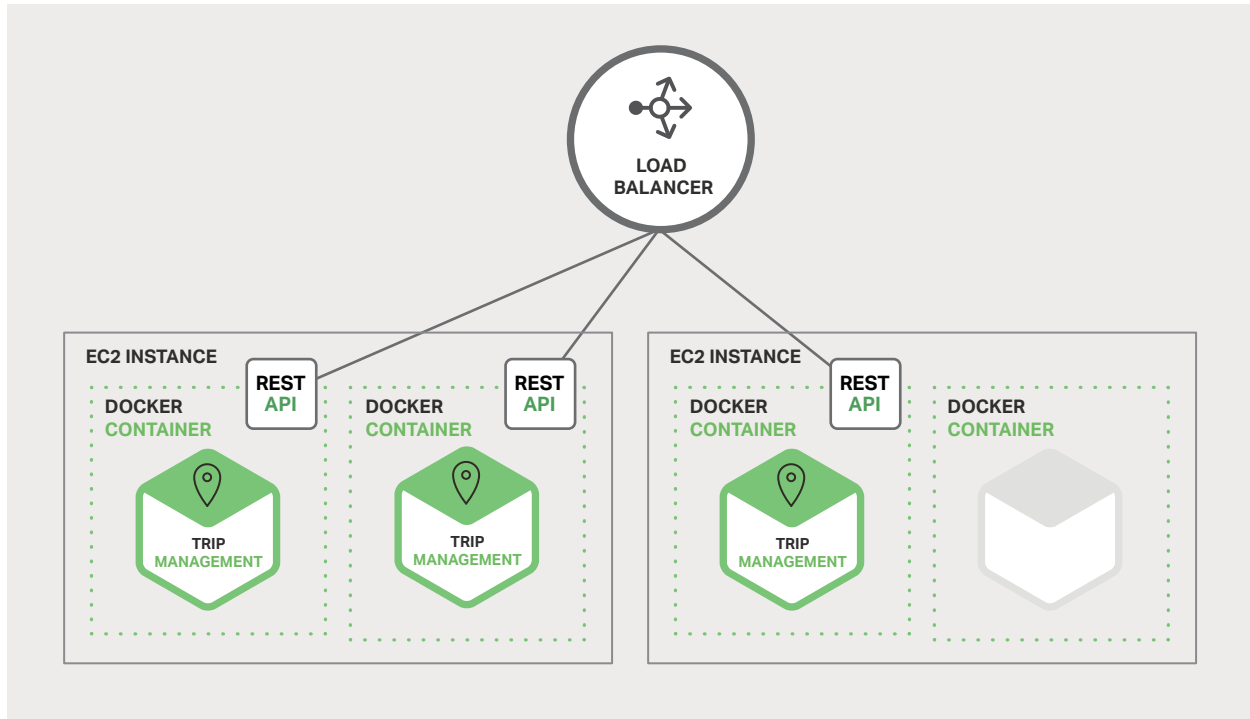 LOAD
BALANCER
EC2 INSTANCE
REST
API
DOCKER
CONTAINER
TRIP
MANAGEMENT
REST
API
DOCKER
CONTAINER
TRIP
MANAGEMENT
EC2 INSTANCE
REST
API
DOCKER
CONTAINER
TRIP
MANAGEMENT
DOCKER
CONTAINER